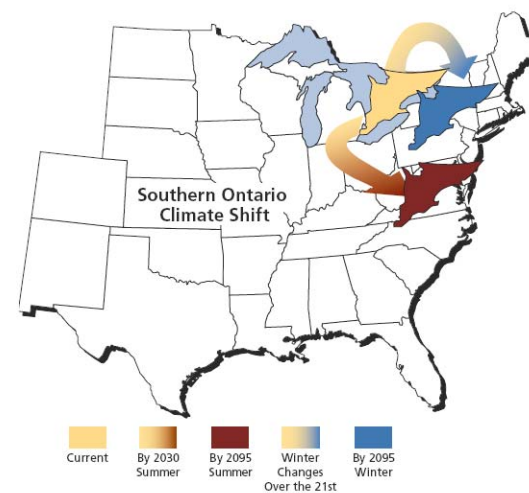 Southern Ontario
Climate Shift
Current
By 2030
Summer
By 2095
Summer
Winter
Changes
Over the 21st
By 2095
Winter